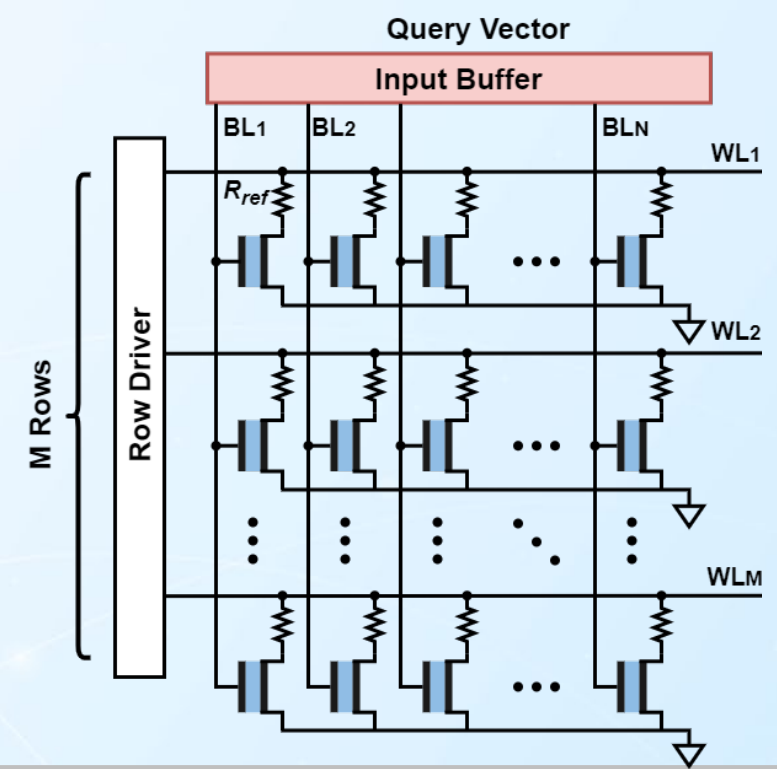 Query Vector
Input Buffer
BL1
BL2
BLN
WL1
Rref
WL2
M Rows
Row Driver
WLM